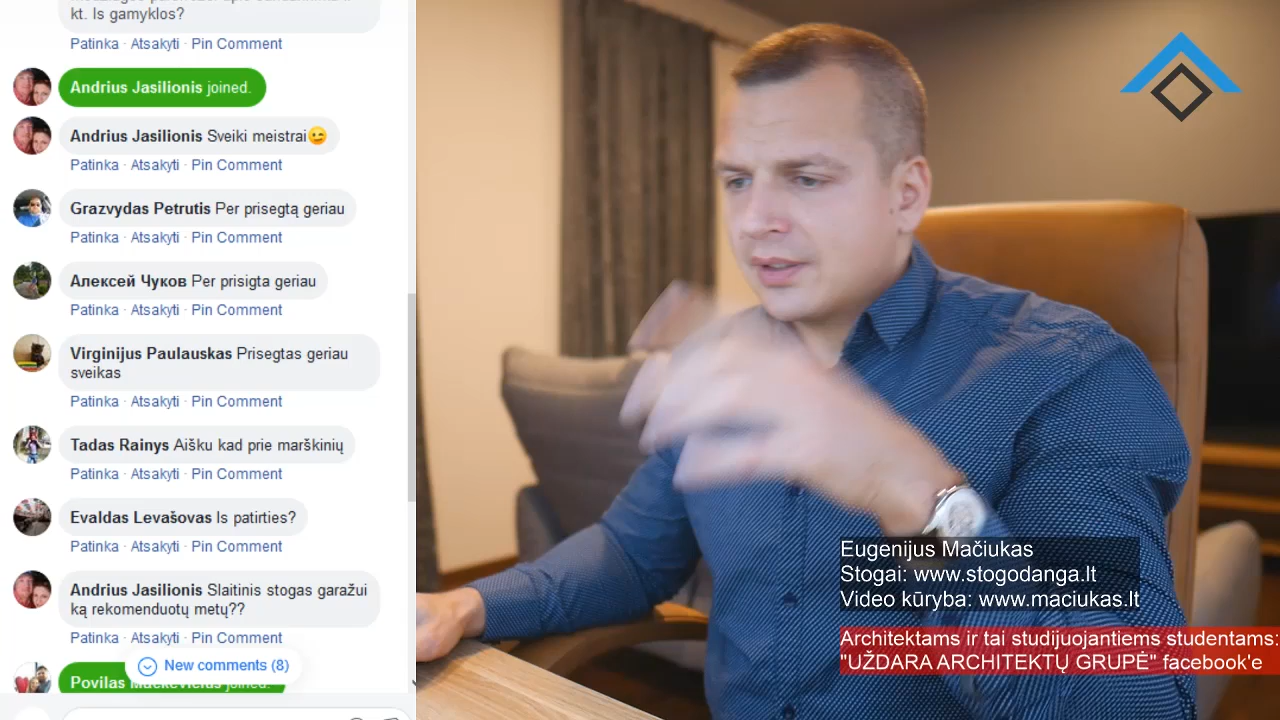 kt. Is gamyklos?
Patinka · Atsakyti · Pin Comment
Andrius Jasilionis joined.
Andrius Jasilionis Sveiki meistrai😉
Patinka · Atsakyti · Pin Comment
Grazvydas Petrutis Per prisegtą geriau
Patinka · Atsakyti · Pin Comment
Алексей Чуков Per prisigta geriau
Patinka · Atsakyti · Pin Comment
Virginijus Paulauskas Prisegtas geriau
sveikas
Patinka · Atsakyti · Pin Comment
Tadas Rainys Aišku kad prie marškinių
Patinka · Atsakyti · Pin Comment
Evaldas Levašovas Is patirties?
Patinka · Atsakyti · Pin Comment
Andrius Jasilionis Slaitinis stogas garažui
ką rekomenduotų metų??
Patinka · Atsakyti · Pin Comment
New comments (8)
Povilas joined.
Eugenijus Mačiukas
Stogai: www.stogodanga.lt
Video kūryba: www.maciukas.lt
Architektams ir tai studijuojantiems studentams:
"UŽDARA ARCHITEKTŲ GRUPĖ" facebook'e